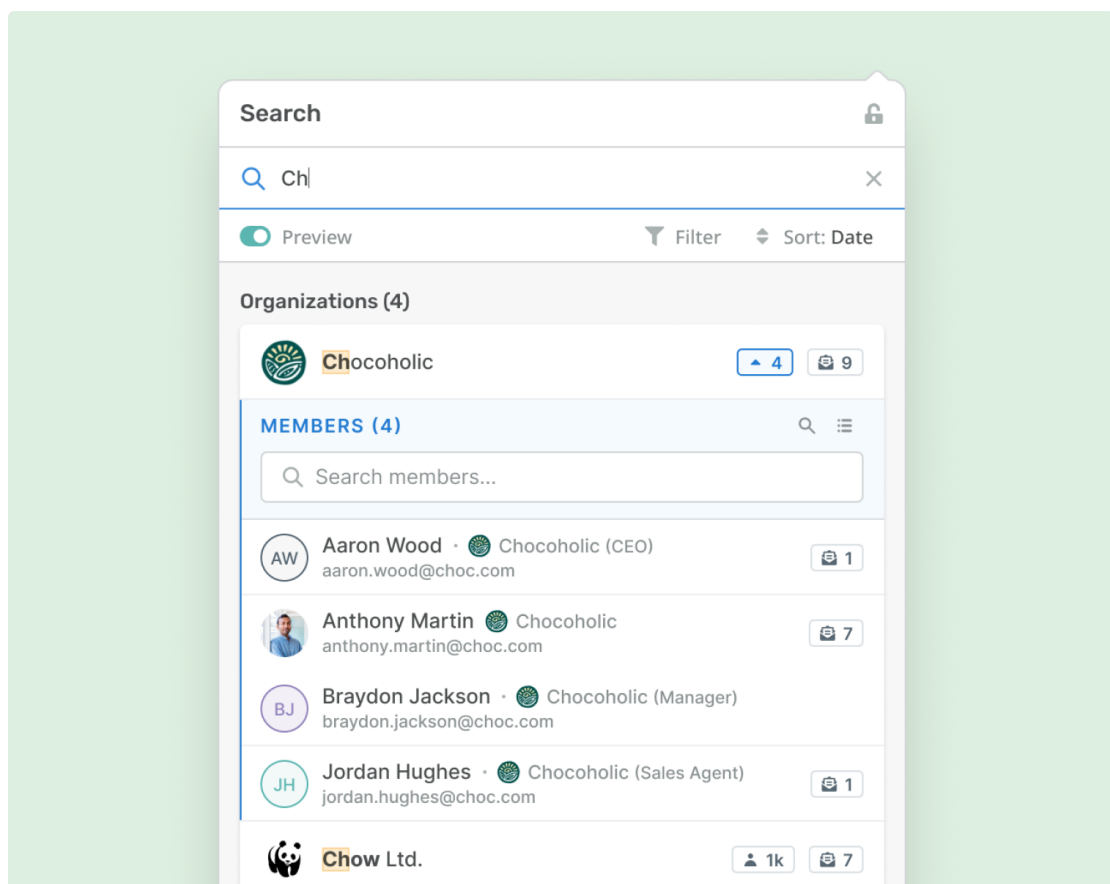 Search
Ch
Preview Filter Sort: Date
Organizations (4)
Chocoholic 4 9
MEMBERS (4)
Search members...
AW Aaron Wood · Chocoholic (CEO) 1
aaron.wood@choc.com
Anthony Martin Chocoholic 7
anthony.martin@choc.com
BJ Braydon Jackson · Chocoholic (Manager)
braydon.jackson@choc.com
JH Jordan Hughes · Chocoholic (Sales Agent) 1
jordan.hughes@choc.com
Chow Ltd. 1k 7